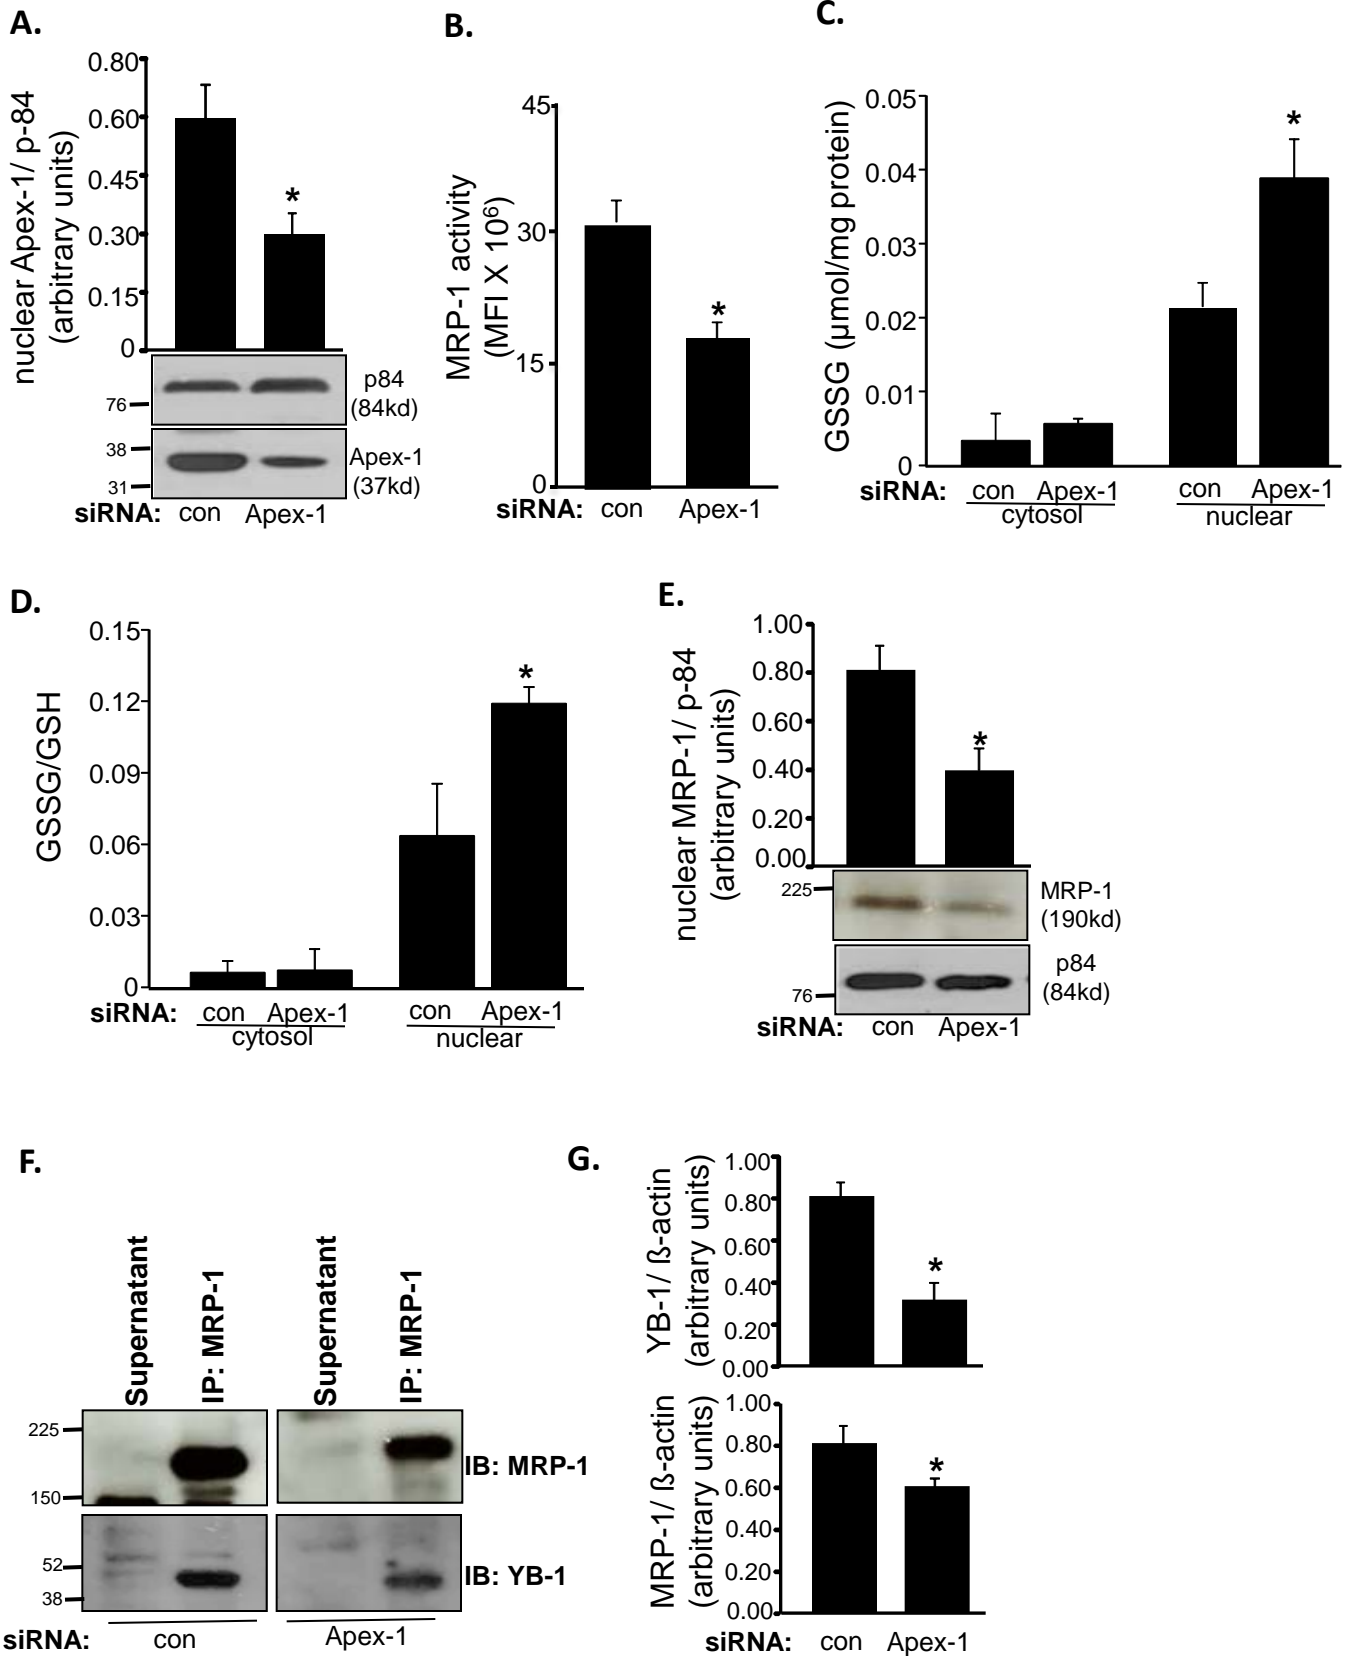 A.
nuclear Apex-1/ p-84
(arbitrary units)
0.80
0.60
0.45
0.30
0.15
0
*
p84
(84kd)
76
38
Apex-1
(37kd)
31
siRNA: con Apex-1
B.
MRP-1 activity
(MFI X 10⁶)
45
30
15
0
*
siRNA: con Apex-1
C.
GSSG (µmol/mg protein)
0.05
0.04
0.03
0.02
0.01
0
*
siRNA: con Apex-1 con Apex-1
cytosol nuclear
D.
GSSG/GSH
0.15
0.12
0.09
0.06
0.03
0
*
siRNA: con Apex-1 con Apex-1
cytosol nuclear
E.
nuclear MRP-1/ p-84
(arbitrary units)
1.00
0.80
0.60
0.40
0.20
0.00
*
225
MRP-1
(190kd)
p84
(84kd)
76
siRNA: con Apex-1
F.
Supernatant
IP: MRP-1
Supernatant
IP: MRP-1
225
IB: MRP-1
150
52
IB: YB-1
38
siRNA: con Apex-1
G.
YB-1/ ß-actin
(arbitrary units)
1.00
0.80
0.60
0.40
0.20
0.00
*
MRP-1/ ß-actin
(arbitrary units)
1.00
0.80
0.60
0.40
0.20
0.00
*
siRNA: con Apex-1